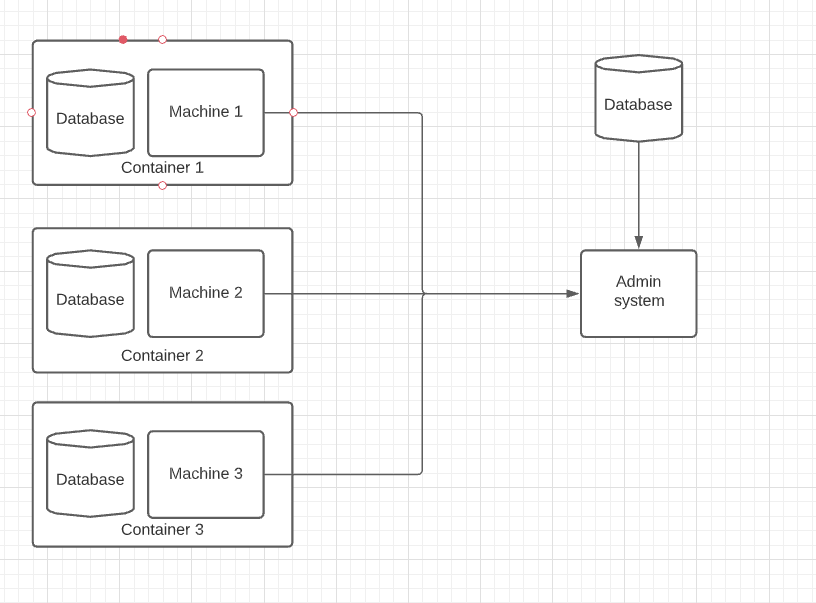 Database
Machine 1
Container 1
Database
Machine 2
Container 2
Database
Machine 3
Container 3
Database
Admin
system